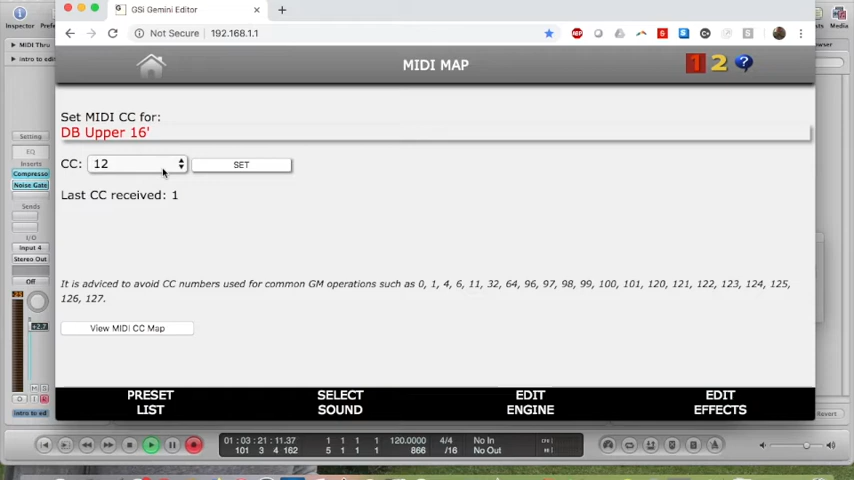 GSi Gemini Editor
Inspector
Media
Not Secure
192.168.1.1
MIDI Thru
MIDI MAP
1 2 ?
Set MIDI CC for:
DB Upper 16'
CC: 12
SET
Last CC received: 1
Setting
EQ
Inserts
Compresso
Noise Gate
Sends
I/O
Input 4
Stereo Out
Off
It is adviced to avoid CC numbers used for common GM operations such as 0, 1, 4, 6, 11, 32, 64, 96, 97, 98, 99, 100, 101, 120, 121, 122, 123, 124, 125,
126, 127.
+2.7
View MIDI CC Map
M S
PRESET
LIST
SELECT
SOUND
EDIT
ENGINE
EDIT
EFFECTS
Revert
01 : 03 : 21 : 11.37
101 3 4 162
1 1 1 1
5 1 1 1
120.0000
866
4/4
/16
No In
No Out